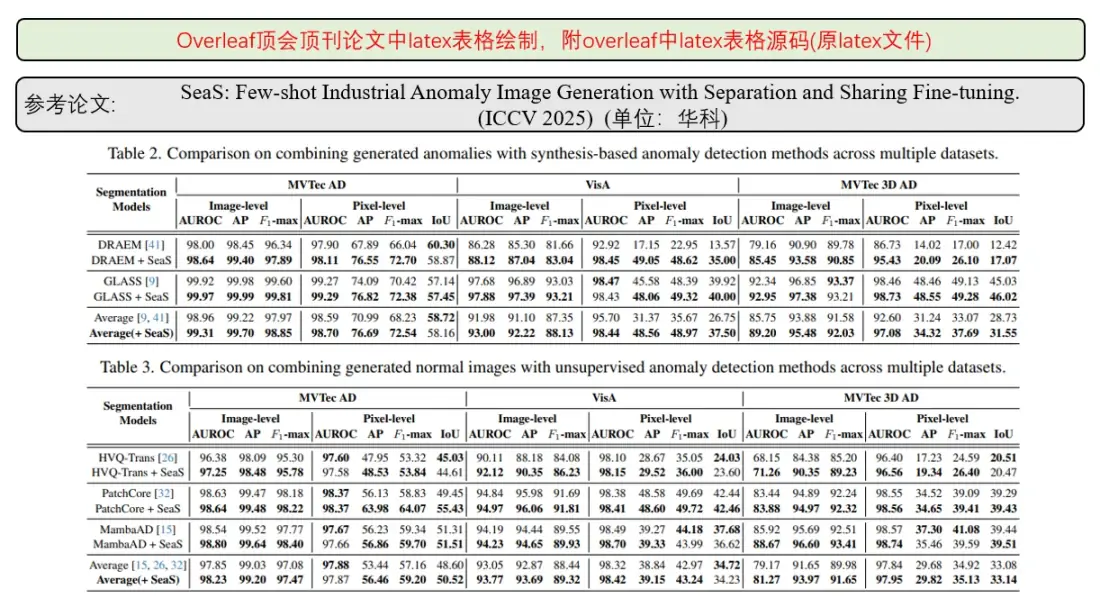 Overleaf顶会顶刊论文中latex表格绘制，附overleaf中latex表格源码(原latex文件)
参考论文:
SeaS: Few-shot Industrial Anomaly Image Generation with Separation and Sharing Fine-tuning.
(ICCV 2025) (单位：华科)
Table 2. Comparison on combining generated anomalies with synthesis-based anomaly detection methods across multiple datasets.
Segmentation Models MVTec AD VisA MVTec 3D AD
Image-level Pixel-level Image-level Pixel-level Image-level Pixel-level
AUROC AP F1-max AUROC AP F1-max IoU AUROC AP F1-max AUROC AP F1-max IoU AUROC AP F1-max AUROC AP F1-max IoU
DRAEM [41] 98.00 98.45 96.34 97.90 67.89 66.04 60.30 86.28 85.30 81.66 92.92 17.15 22.95 13.57 79.16 90.90 89.78 86.73 14.02 17.00 12.42
DRAEM + SeaS 98.64 99.40 97.89 98.11 76.55 72.70 58.87 88.12 87.04 83.04 98.45 49.05 48.62 35.00 85.45 93.58 90.85 95.43 20.09 26.10 17.07
GLASS [9] 99.92 99.98 99.60 99.27 74.09 70.42 57.14 97.68 96.89 93.03 98.47 45.58 48.39 39.92 92.34 96.85 93.37 98.46 48.46 49.13 45.03
GLASS + SeaS 99.97 99.99 99.81 99.29 76.82 72.38 57.45 97.88 97.39 93.21 98.43 48.06 49.32 40.00 92.95 97.38 93.21 98.73 48.55 49.28 46.02
Average [9, 41] 98.96 99.22 97.97 98.59 70.99 68.23 58.72 91.98 91.10 87.35 95.70 31.37 35.67 26.75 85.75 93.88 91.58 92.60 31.24 33.07 28.73
Average(+ SeaS) 99.31 99.70 98.85 98.70 76.69 72.54 58.16 93.00 92.22 88.13 98.44 48.56 48.97 37.50 89.20 95.48 92.03 97.08 34.32 37.69 31.55
Table 3. Comparison on combining generated normal images with unsupervised anomaly detection methods across multiple datasets.
Segmentation Models MVTec AD VisA MVTec 3D AD
Image-level Pixel-level Image-level Pixel-level Image-level Pixel-level
AUROC AP F1-max AUROC AP F1-max IoU AUROC AP F1-max AUROC AP F1-max IoU AUROC AP F1-max AUROC AP F1-max IoU
HVQ-Trans [26] 96.38 98.09 95.30 97.60 47.95 53.32 45.03 90.11 88.18 84.08 98.10 28.67 35.05 24.03 68.15 84.38 85.20 96.40 17.23 24.59 20.51
HVQ-Trans + SeaS 97.25 98.48 95.78 97.58 48.53 53.84 44.61 92.12 90.35 86.23 98.15 29.52 36.00 23.60 71.26 90.35 89.23 96.56 19.34 26.40 20.47
PatchCore [32] 98.63 99.47 98.18 98.37 56.13 58.83 49.45 94.84 95.98 91.69 98.38 48.58 49.69 42.44 83.44 94.89 92.24 98.55 34.52 39.09 39.29
PatchCore + SeaS 98.64 99.48 98.22 98.37 63.98 64.07 55.43 94.97 96.06 91.81 98.41 48.60 49.72 42.46 83.88 94.97 92.32 98.56 34.65 39.41 39.43
MambaAD [15] 98.54 99.52 97.77 97.67 56.23 59.34 51.31 94.19 94.44 89.55 98.49 39.27 44.18 37.68 85.92 95.69 92.51 98.57 37.30 41.08 39.44
MambaAD + SeaS 98.80 99.64 98.40 97.66 56.86 59.70 51.51 94.23 94.65 89.93 98.70 39.33 43.99 36.62 88.67 96.60 93.41 98.74 35.46 39.59 39.51
Average [15, 26, 32] 97.85 99.03 97.08 97.88 53.44 57.16 48.60 93.05 92.87 88.44 98.32 38.84 42.97 34.72 79.17 91.65 89.98 97.84 29.68 34.92 33.08
Average(+ SeaS) 98.23 99.20 97.47 97.87 56.46 59.20 50.52 93.77 93.69 89.32 98.42 39.15 43.24 34.23 81.27 93.97 91.65 97.95 29.82 35.13 33.14